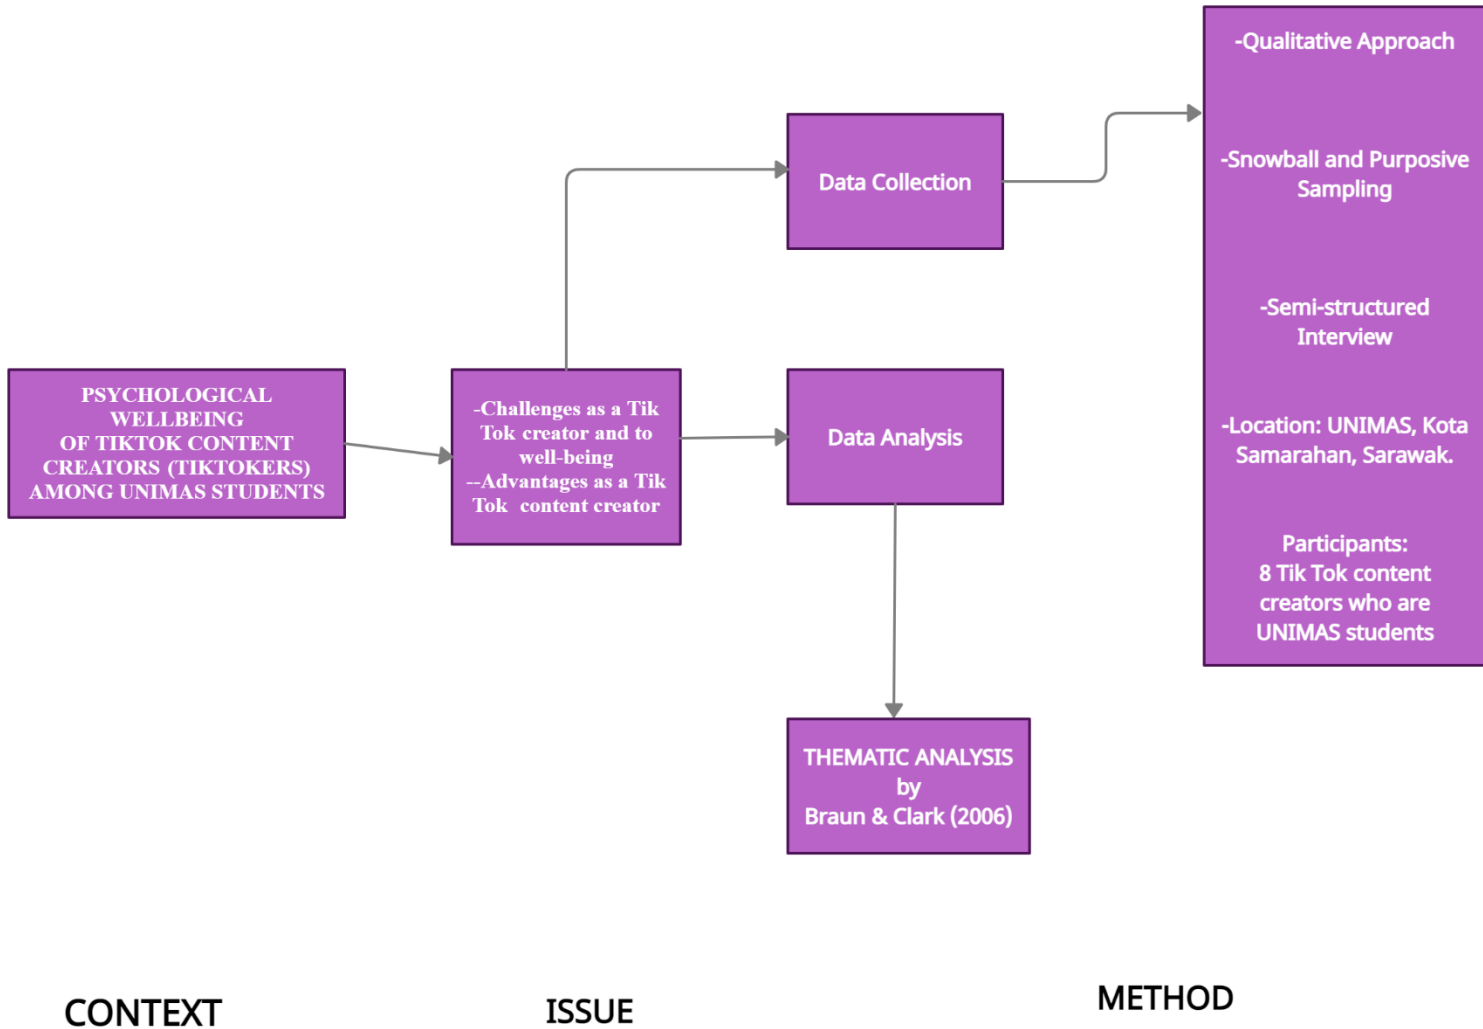 PSYCHOLOGICAL
WELLBEING
OF TIKTOK CONTENT
CREATORS (TIKTOKERS)
AMONG UNIMAS STUDENTS
-Challenges as a Tik
Tok creator and to
well-being
--Advantages as a Tik
Tok content creator
Data Collection
Data Analysis
THEMATIC ANALYSIS
by
Braun & Clark (2006)
-Qualitative Approach
-Snowball and Purposive
Sampling
-Semi-structured
Interview
-Location: UNIMAS, Kota
Samarahan, Sarawak.
Participants:
8 Tik Tok content
creators who are
UNIMAS students
CONTEXT
ISSUE
METHOD